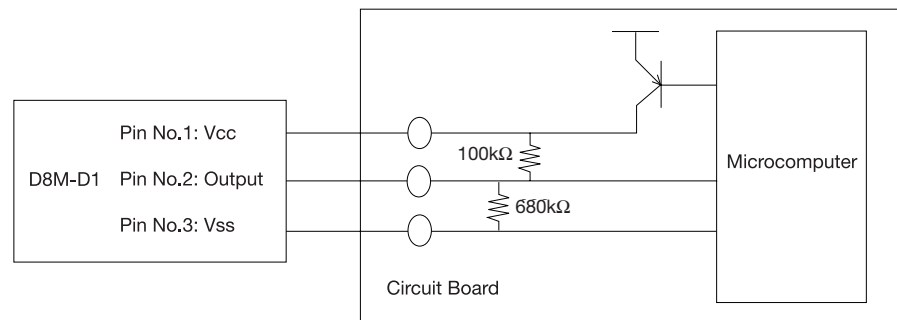 D8M-D1
Pin No.1: Vcc
Pin No.2: Output
Pin No.3: Vss
100kΩ
680kΩ
Microcomputer
Circuit Board